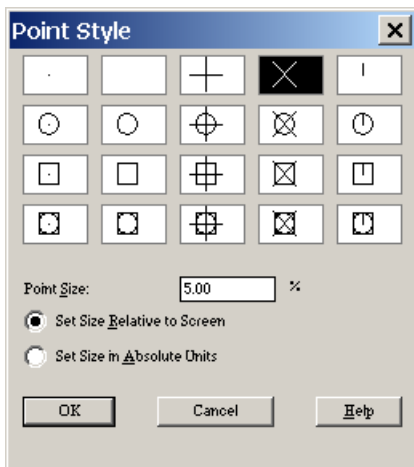 Point Style
Point Size: 5.00 %
Set Size Relative to Screen
Set Size in Absolute Units
OK Cancel Help